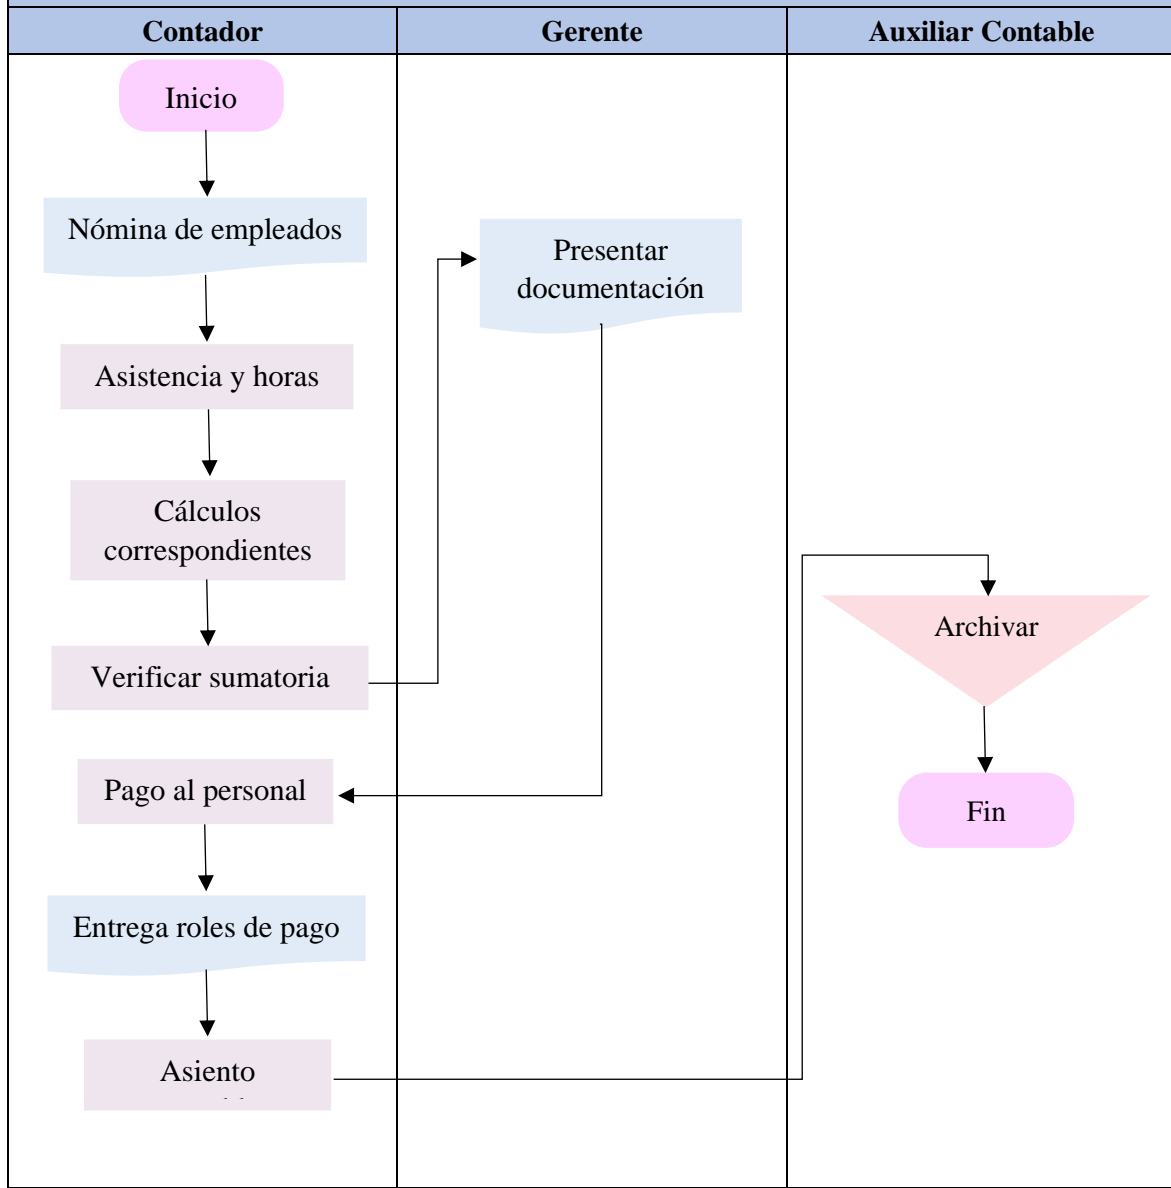 Contador
Gerente
Auxiliar Contable
Inicio
Nómina de empleados
Asistencia y horas
Cálculos
correspondientes
Verificar sumatoria
Presentar
documentación
Pago al personal
Entrega roles de pago
Asiento
Archivar
Fin